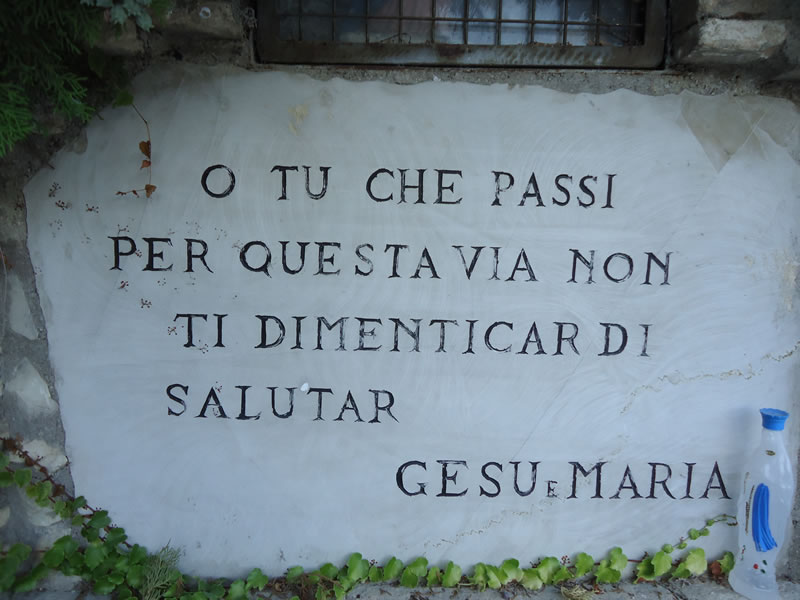 O TU CHE PASSI
PER QUESTA VIA NON
TI DIMENTICAR DI
SALUTAR
GESU E MARIA